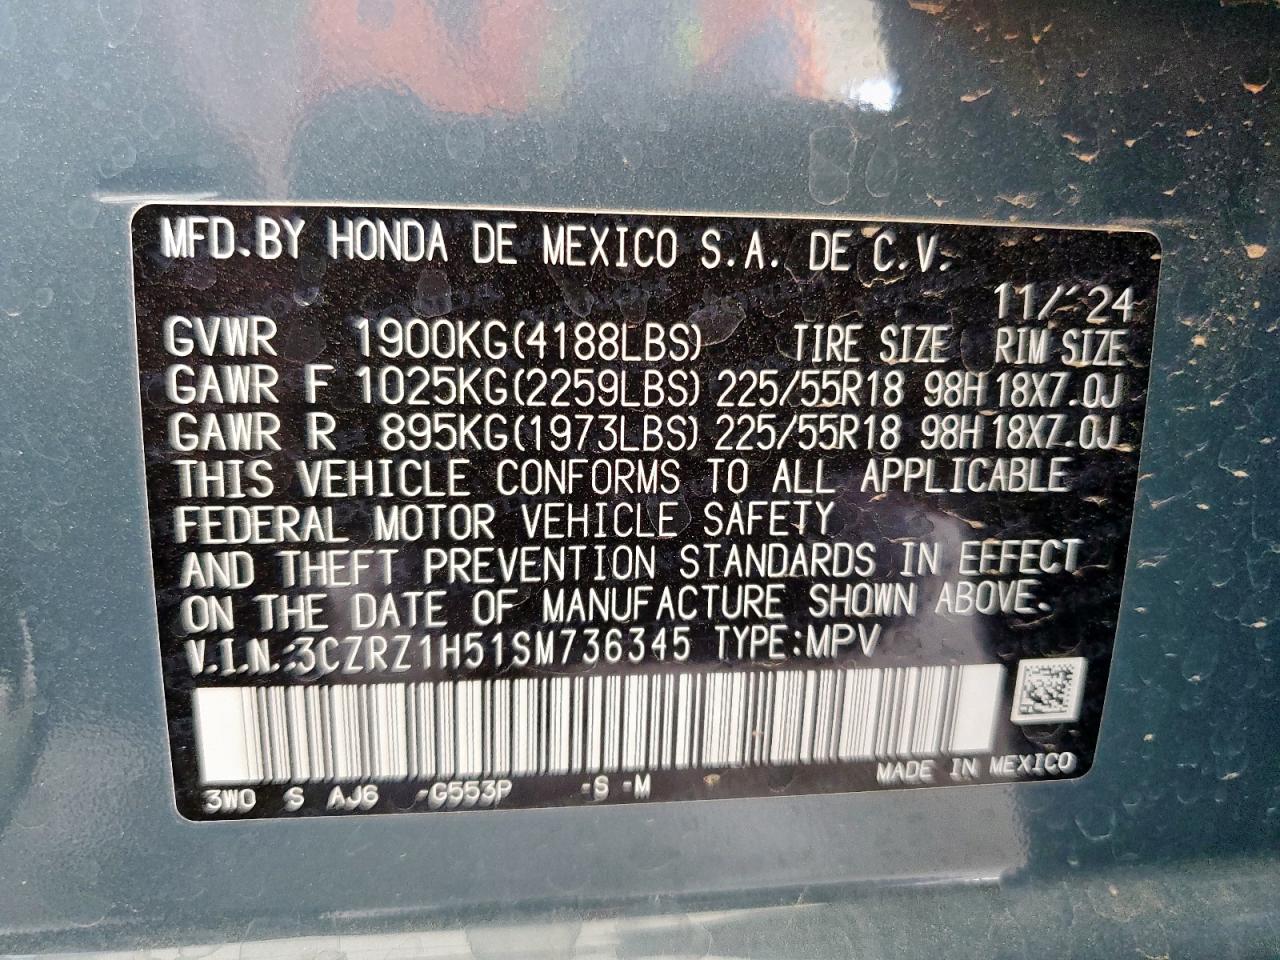 MFD.BY HONDA DE MEXICO S.A. DE C.V.
11/'24
GVWR 1900KG(4188LBS) TIRE SIZE RIM SIZE
GAWR F 1025KG(2259LBS) 225/55R18 98H 18X7.0J
GAWR R 895KG(1973LBS) 225/55R18 98H 18X7.0J
THIS VEHICLE CONFORMS TO ALL APPLICABLE
FEDERAL MOTOR VEHICLE SAFETY
AND THEFT PREVENTION STANDARDS IN EFFECT
ON THE DATE OF MANUFACTURE SHOWN ABOVE.
V.I.N.:3CZRZ1H51SM736345 TYPE:MPV
MADE IN MEXICO
3W0 S AJ6 -G553P -S -M